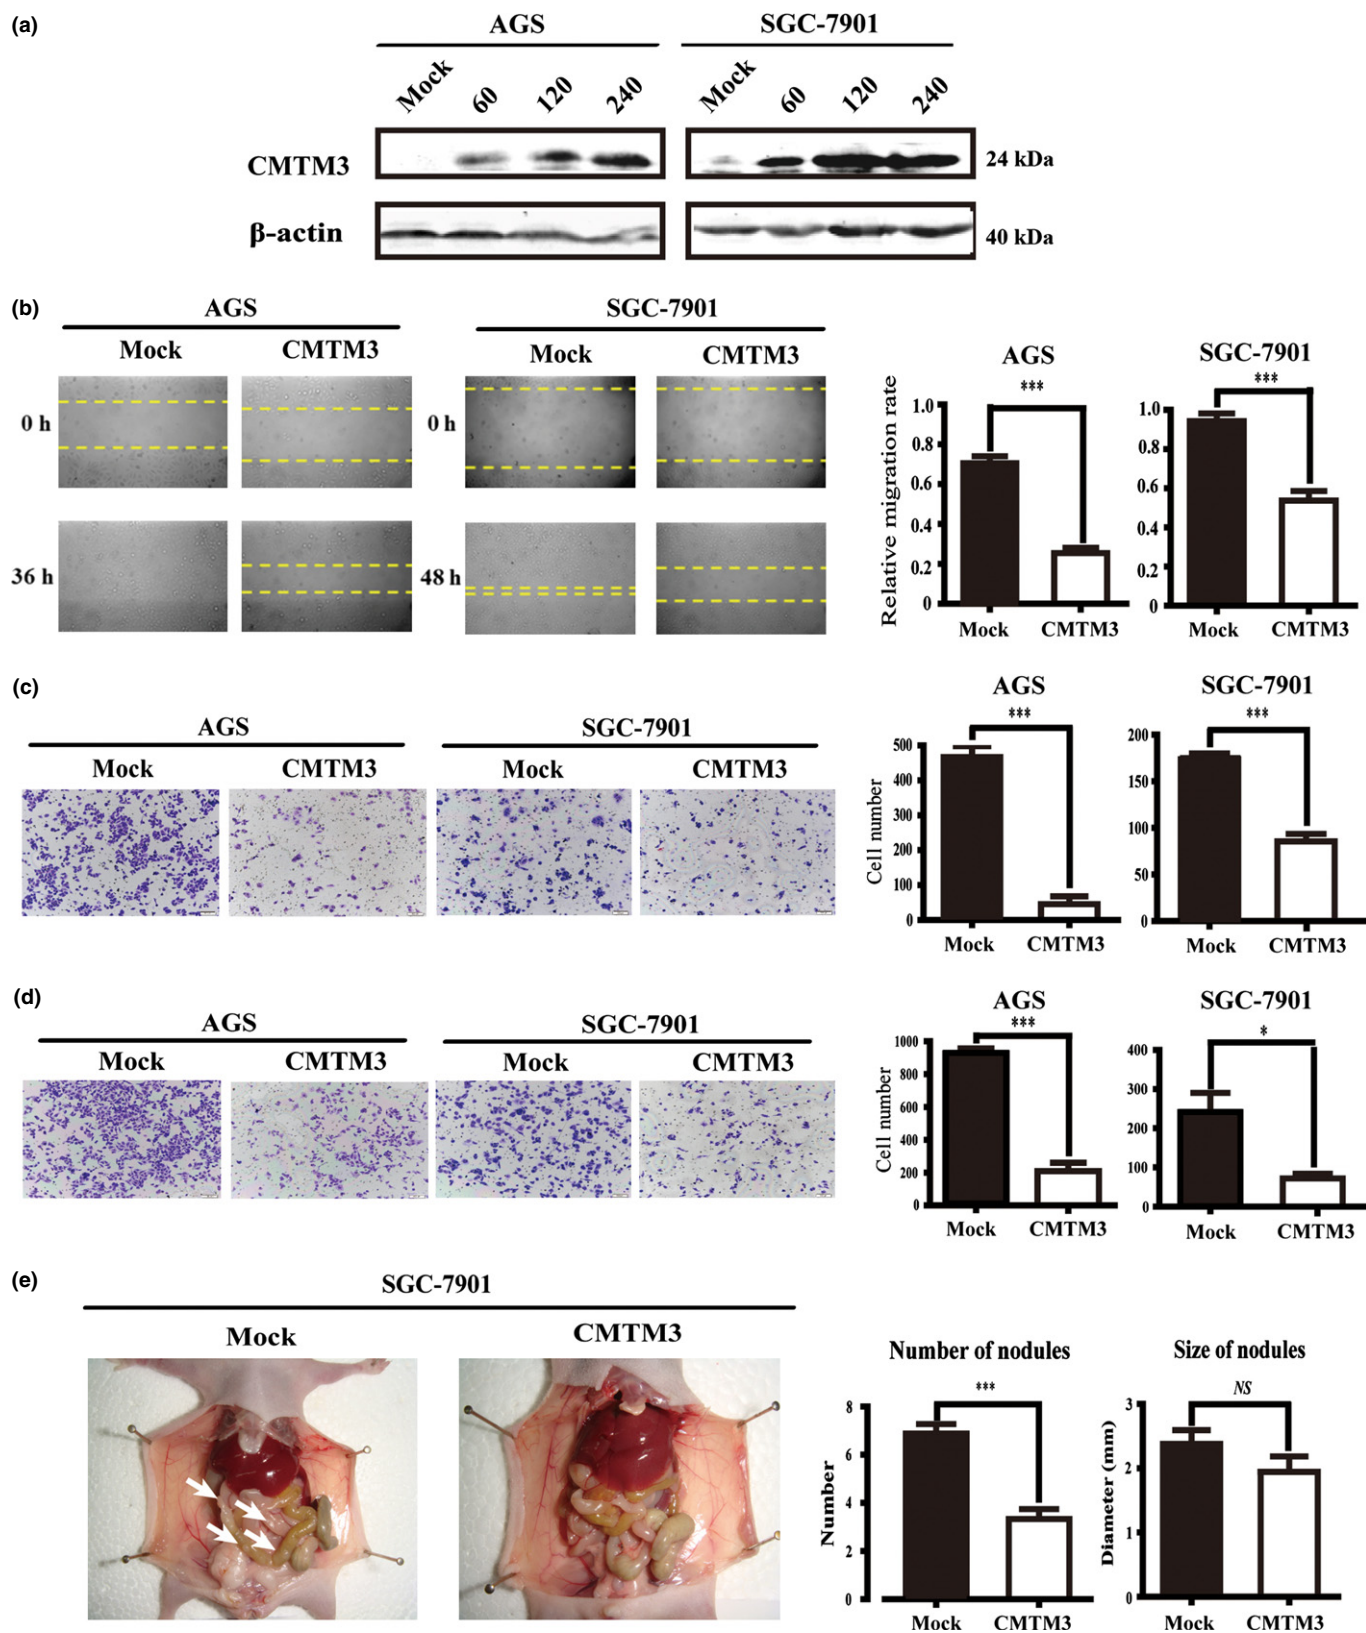 (a)
AGS SGC-7901
Mock 60 120 240 Mock 60 120 240
CMTM3 24 kDa
β-actin 40 kDa
(b)
AGS SGC-7901
Mock CMTM3 Mock CMTM3
0 h 0 h
36 h 48 h
AGS SGC-7901
*** ***
Relative migration rate
1.0 0.8 0.6 0.4 0.2 0
1.0 0.8 0.6 0.4 0.2 0
Mock CMTM3 Mock CMTM3
(c)
AGS SGC-7901
Mock CMTM3 Mock CMTM3
AGS SGC-7901
*** ***
Cell number
500 400 300 200 100 0
200 150 100 50 0
Mock CMTM3 Mock CMTM3
(d)
AGS SGC-7901
Mock CMTM3 Mock CMTM3
AGS SGC-7901
*** *
Cell number
1000 800 600 400 200 0
400 300 200 100 0
Mock CMTM3 Mock CMTM3
(e)
SGC-7901
Mock CMTM3
Number of nodules Size of nodules
*** NS
Number
8 6 4 2 0
Diameter (mm)
3 2 1 0
Mock CMTM3 Mock CMTM3